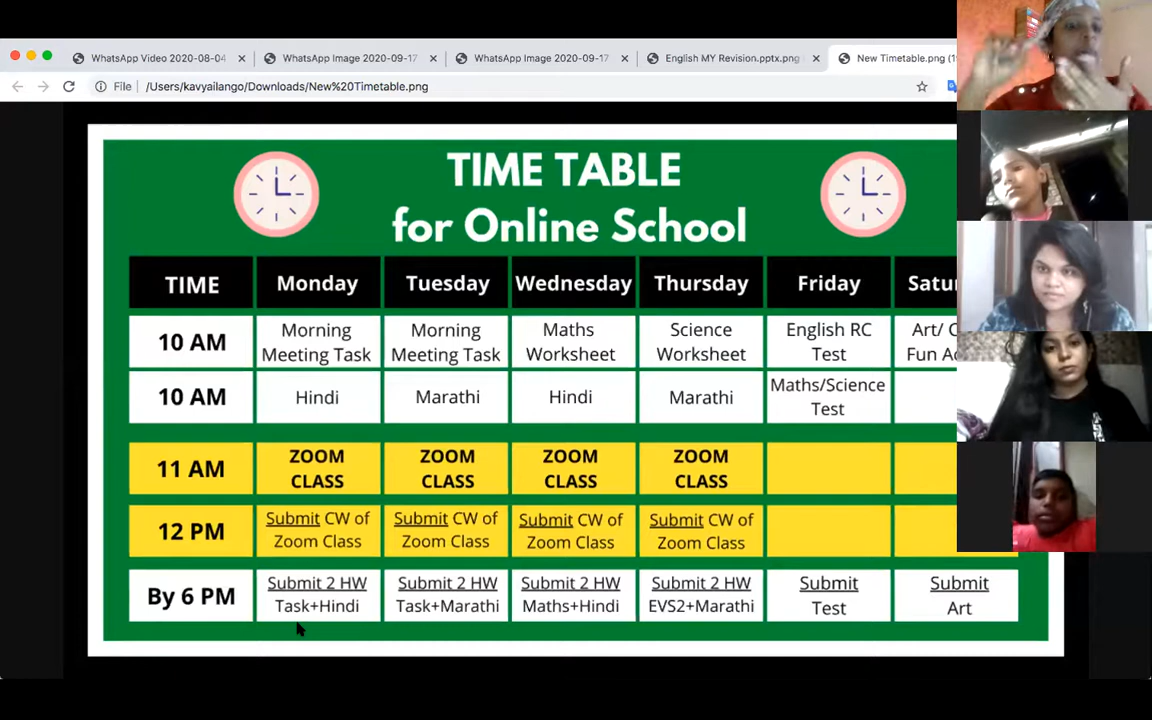 WhatsApp Video 2020-08-04
WhatsApp Image 2020-09-17
WhatsApp Image 2020-09-17
English MY Revision.pptx.png
New Timetable.png
File
/Users/kavyailango/Downloads/New%20Timetable.png
TIME TABLE
for Online School
TIME Monday Tuesday Wednesday Thursday Friday
10 AM
Morning Meeting Task
Morning Meeting Task
Maths Worksheet
Science Worksheet
English RC Test
Art/
Fun
10 AM
Hindi
Marathi
Hindi
Marathi
Maths/Science Test
11 AM
ZOOM CLASS
ZOOM CLASS
ZOOM CLASS
ZOOM CLASS
12 PM
Submit CW of Zoom Class
Submit CW of Zoom Class
Submit CW of Zoom Class
Submit CW of Zoom Class
By 6 PM
Submit 2 HW Task+Hindi
Submit 2 HW Task+Marathi
Submit 2 HW Maths+Hindi
Submit 2 HW EVS2+Marathi
Submit Test
Submit Art